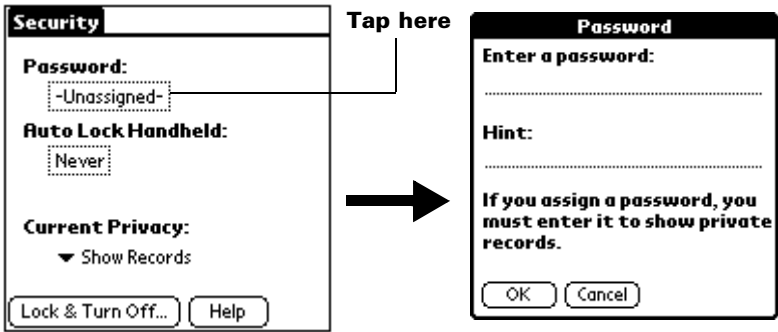 Security
Password:
-Unassigned-
Auto Lock Handheld:
Never
Current Privacy:
Show Records
Lock & Turn Off...
Help
Tap here
Password
Enter a password:
Hint:
If you assign a password, you
must enter it to show private
records.
OK
Cancel